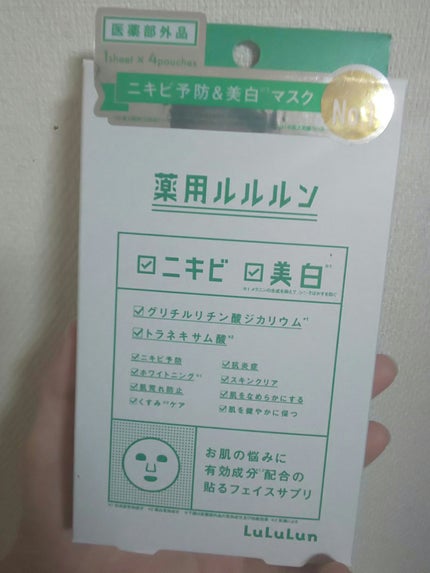 医薬部外品
1sheet × 4pouches
ニキビ予防&美白 マスク
No
薬用ルルルン
ニキビ 美白
グリチルリチン酸ジカリウム*1
トラネキサム酸*2
ニキビ予防 抗炎症
ホワイトニング スキンクリア
肌荒れ防止 肌をなめらかにする
くすみ ケア 肌を健やかに保つ
お肌の悩みに
有効成分 配合の
貼るフェイスサプリ
LuLuLun